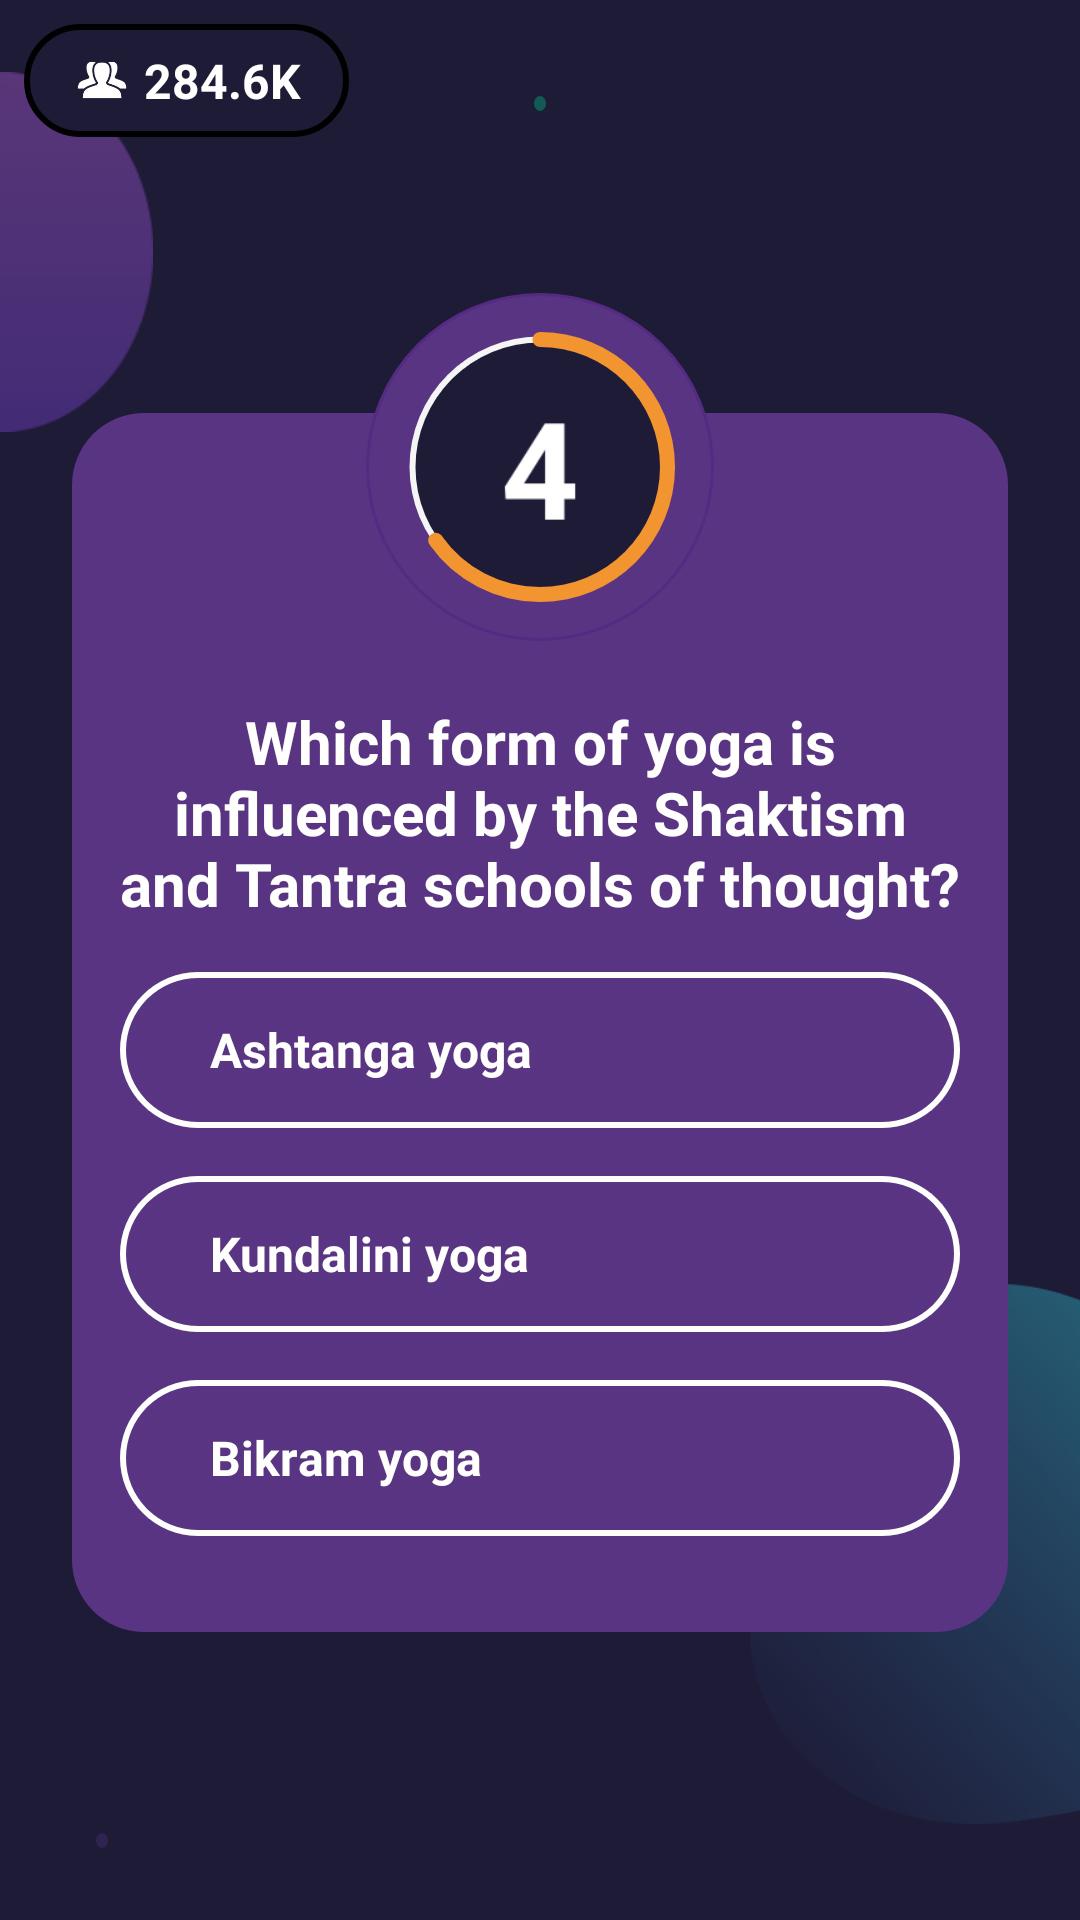 284.6K
4
Which form of yoga is
influenced by the Shaktism
and Tantra schools of thought?
Ashtanga yoga
Kundalini yoga
Bikram yoga